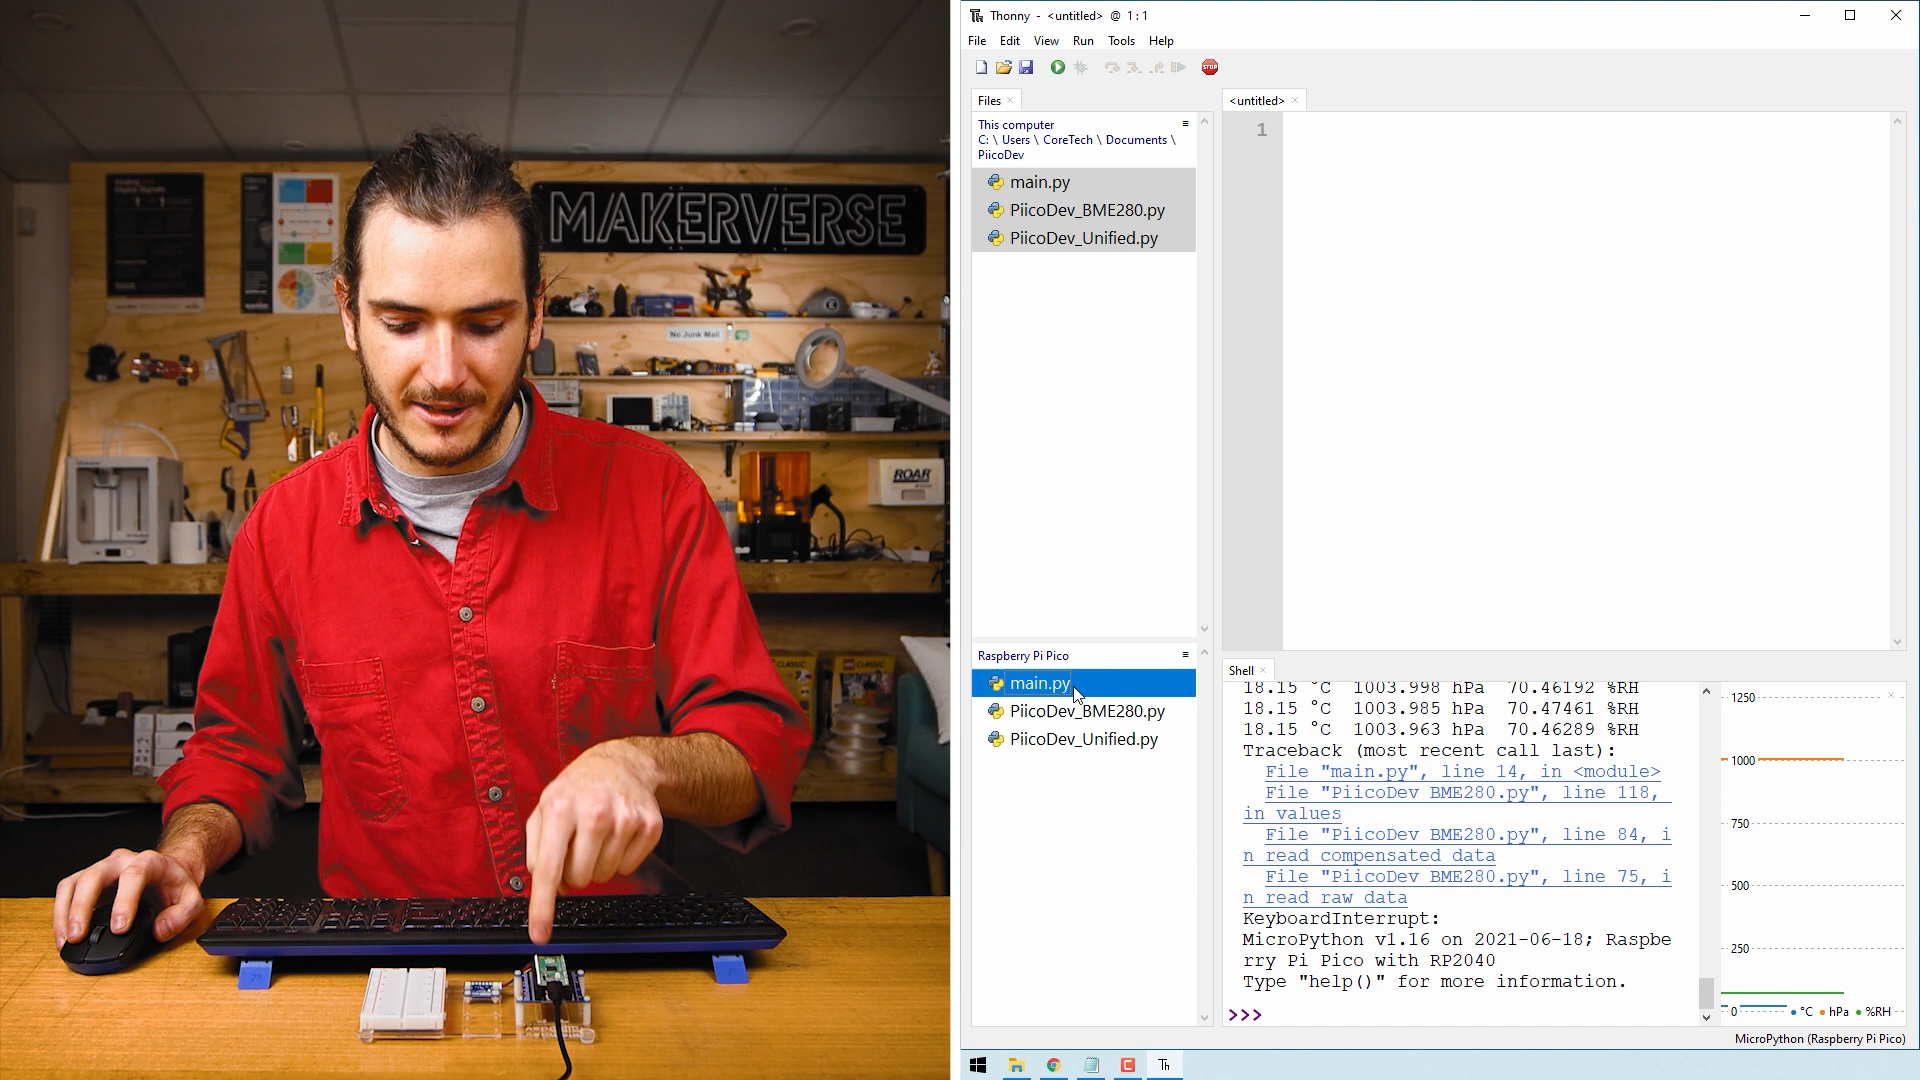 MAKERVERSE
No Junk Mail
ROAR
CLASSIC
CLASSIC
Thonny - <untitled> @ 1 : 1
File Edit View Run Tools Help
STOP
Files
This computer
C: \ Users \ CoreTech \ Documents \
PiicoDev
main.py
PiicoDev_BME280.py
PiicoDev_Unified.py
Raspberry Pi Pico
main.py
PiicoDev_BME280.py
PiicoDev_Unified.py
<untitled>
1
Shell
18.15 °C 1003.998 hPa 70.46192 %RH
18.15 °C 1003.985 hPa 70.47461 %RH
18.15 °C 1003.963 hPa 70.46289 %RH
Traceback (most recent call last):
File "main.py", line 14, in <module>
File "PiicoDev_BME280.py", line 118,
in values
File "PiicoDev_BME280.py", line 84, i
n read_compensated_data
File "PiicoDev_BME280.py", line 75, i
n read_raw_data
KeyboardInterrupt:
MicroPython v1.16 on 2021-06-18; Raspbe
rry Pi Pico with RP2040
Type "help()" for more information.
>>>
1250
1000
750
500
250
0
°C hPa %RH
MicroPython (Raspberry Pi Pico)
Th